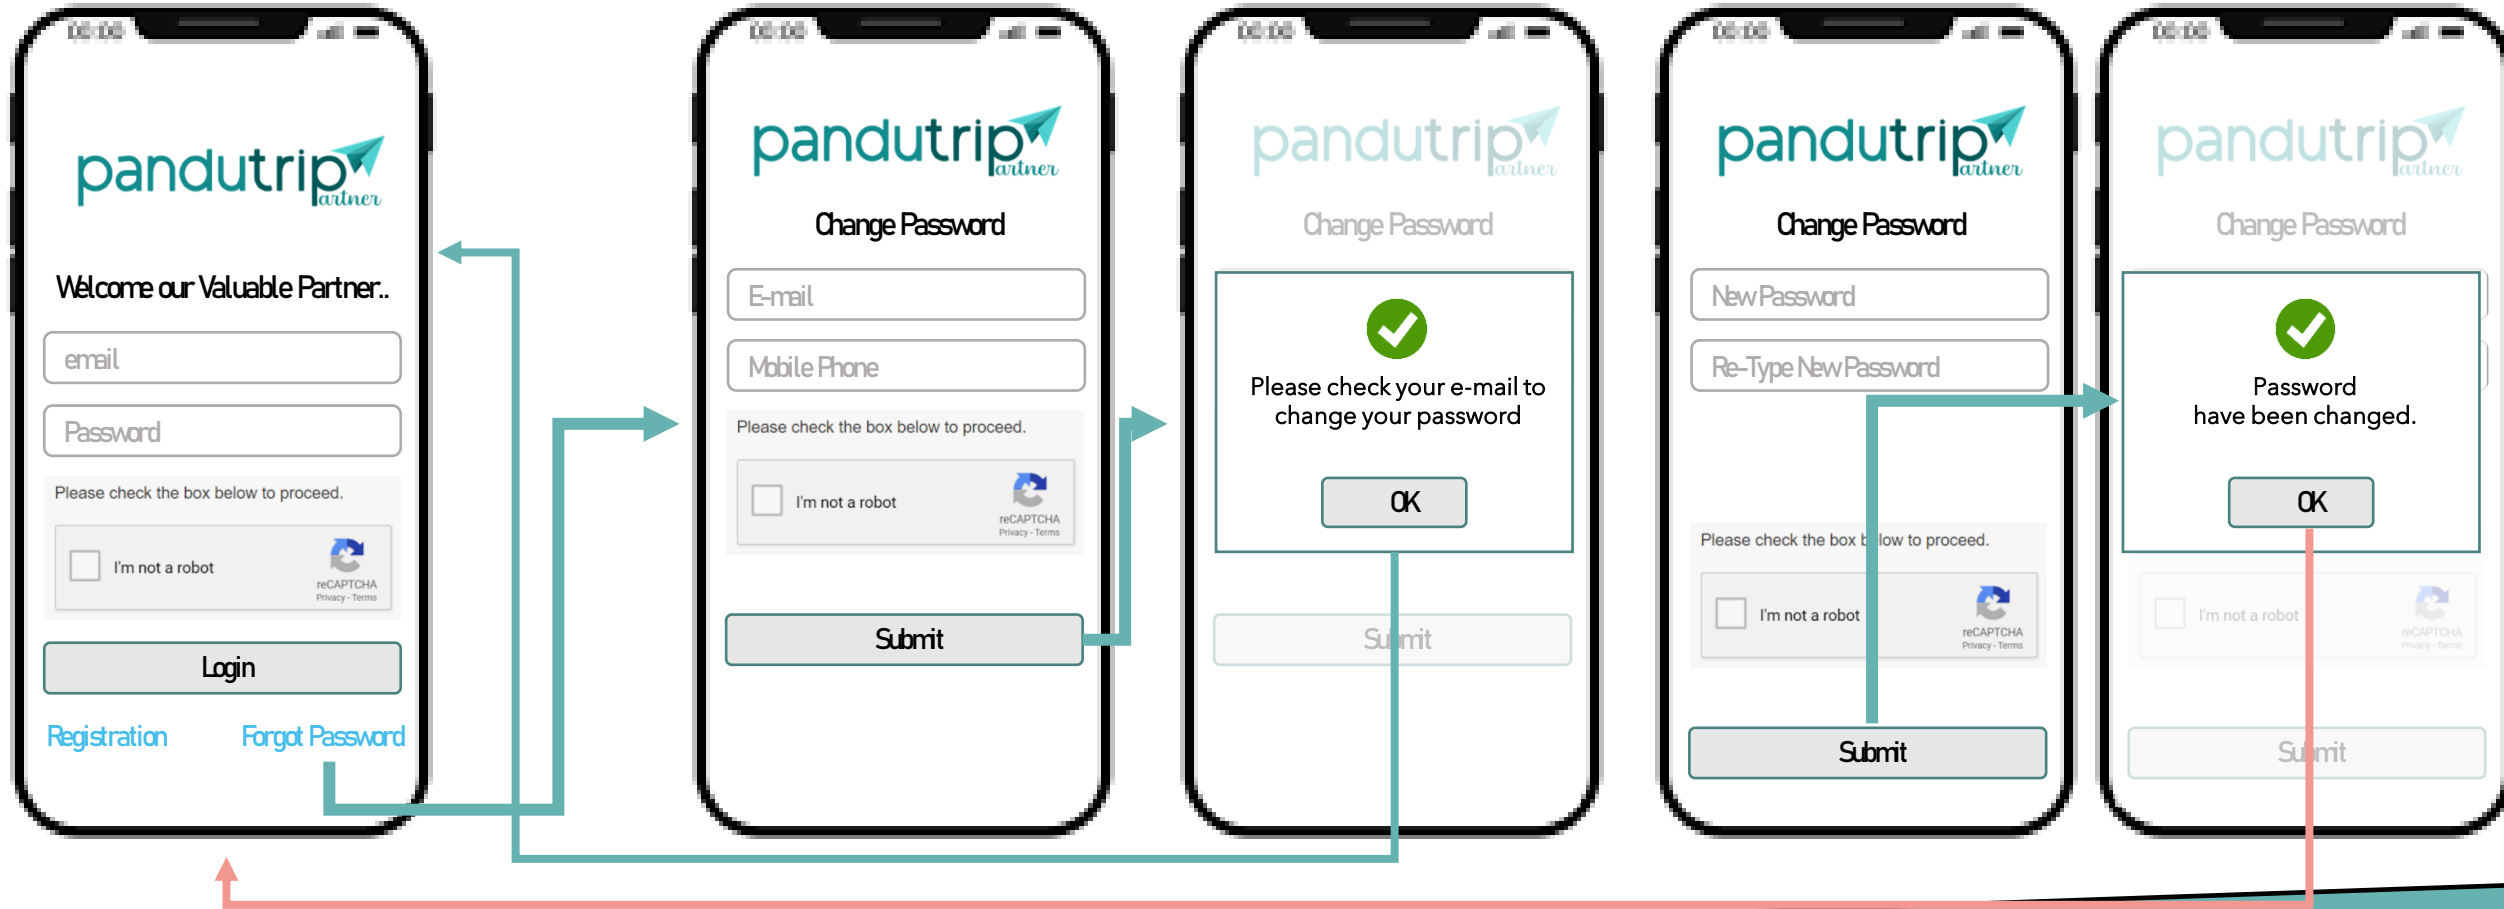 00:00
pandutrip
artner
Welcome our Valuable Partner..
email
Password
Please check the box below to proceed.
I'm not a robot
reCAPTCHA
Privacy - Terms
Login
Registration
Forgot Password
00:00
pandutrip
artner
Change Password
E-mail
Mobile Phone
Please check the box below to proceed.
I'm not a robot
reCAPTCHA
Privacy - Terms
Submit
00:00
pandutrip
artner
Change Password
Please check your e-mail to
change your password
OK
Submit
00:00
pandutrip
artner
Change Password
New Password
Re-Type New Password
Please check the box below to proceed.
I'm not a robot
reCAPTCHA
Privacy - Terms
Submit
00:00
pandutrip
artner
Change Password
Password
have been changed.
OK
I'm not a robot
reCAPTCHA
Privacy - Terms
Submit